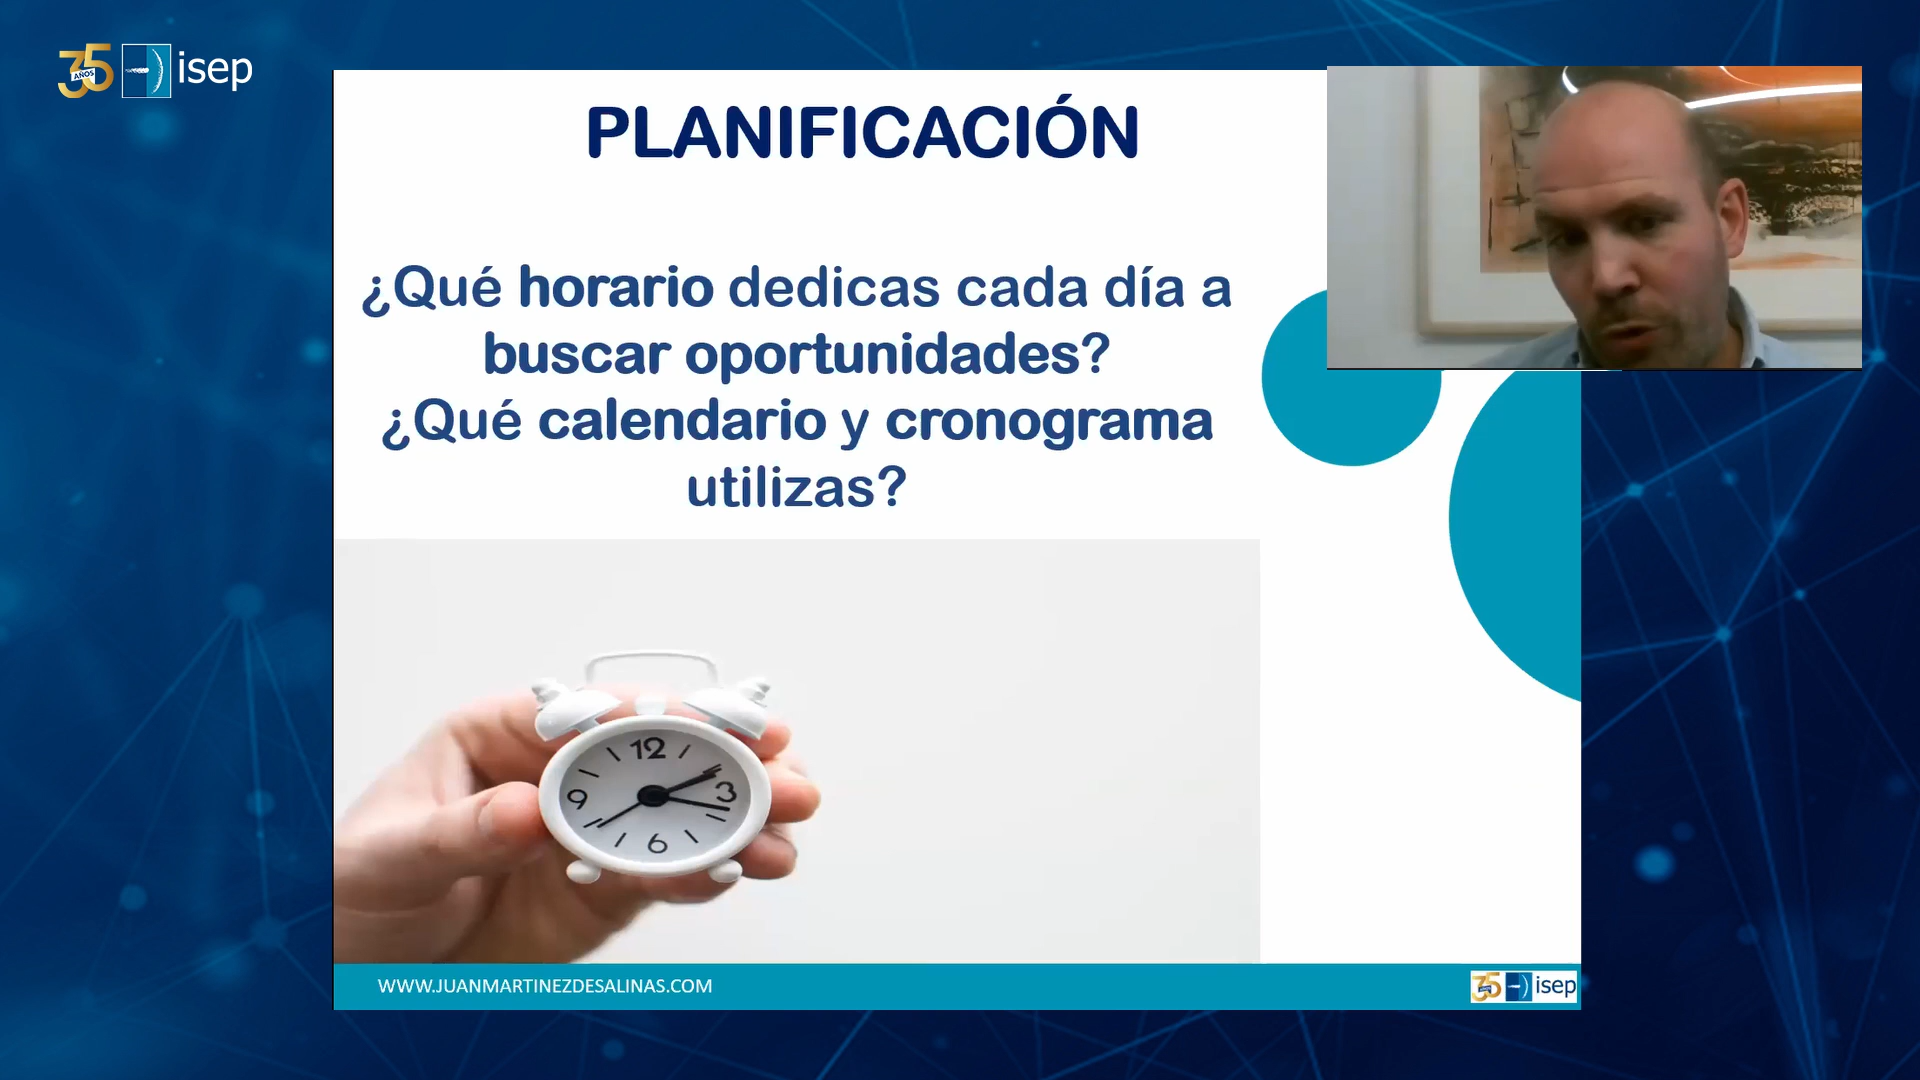 35
AÑOS
isep
PLANIFICACIÓN
¿Qué horario dedicas cada día a
buscar oportunidades?
¿Qué calendario y cronograma
utilizas?
12
9
3
6
WWW.JUANMARTINEZDESALINAS.COM
35
AÑOS
isep